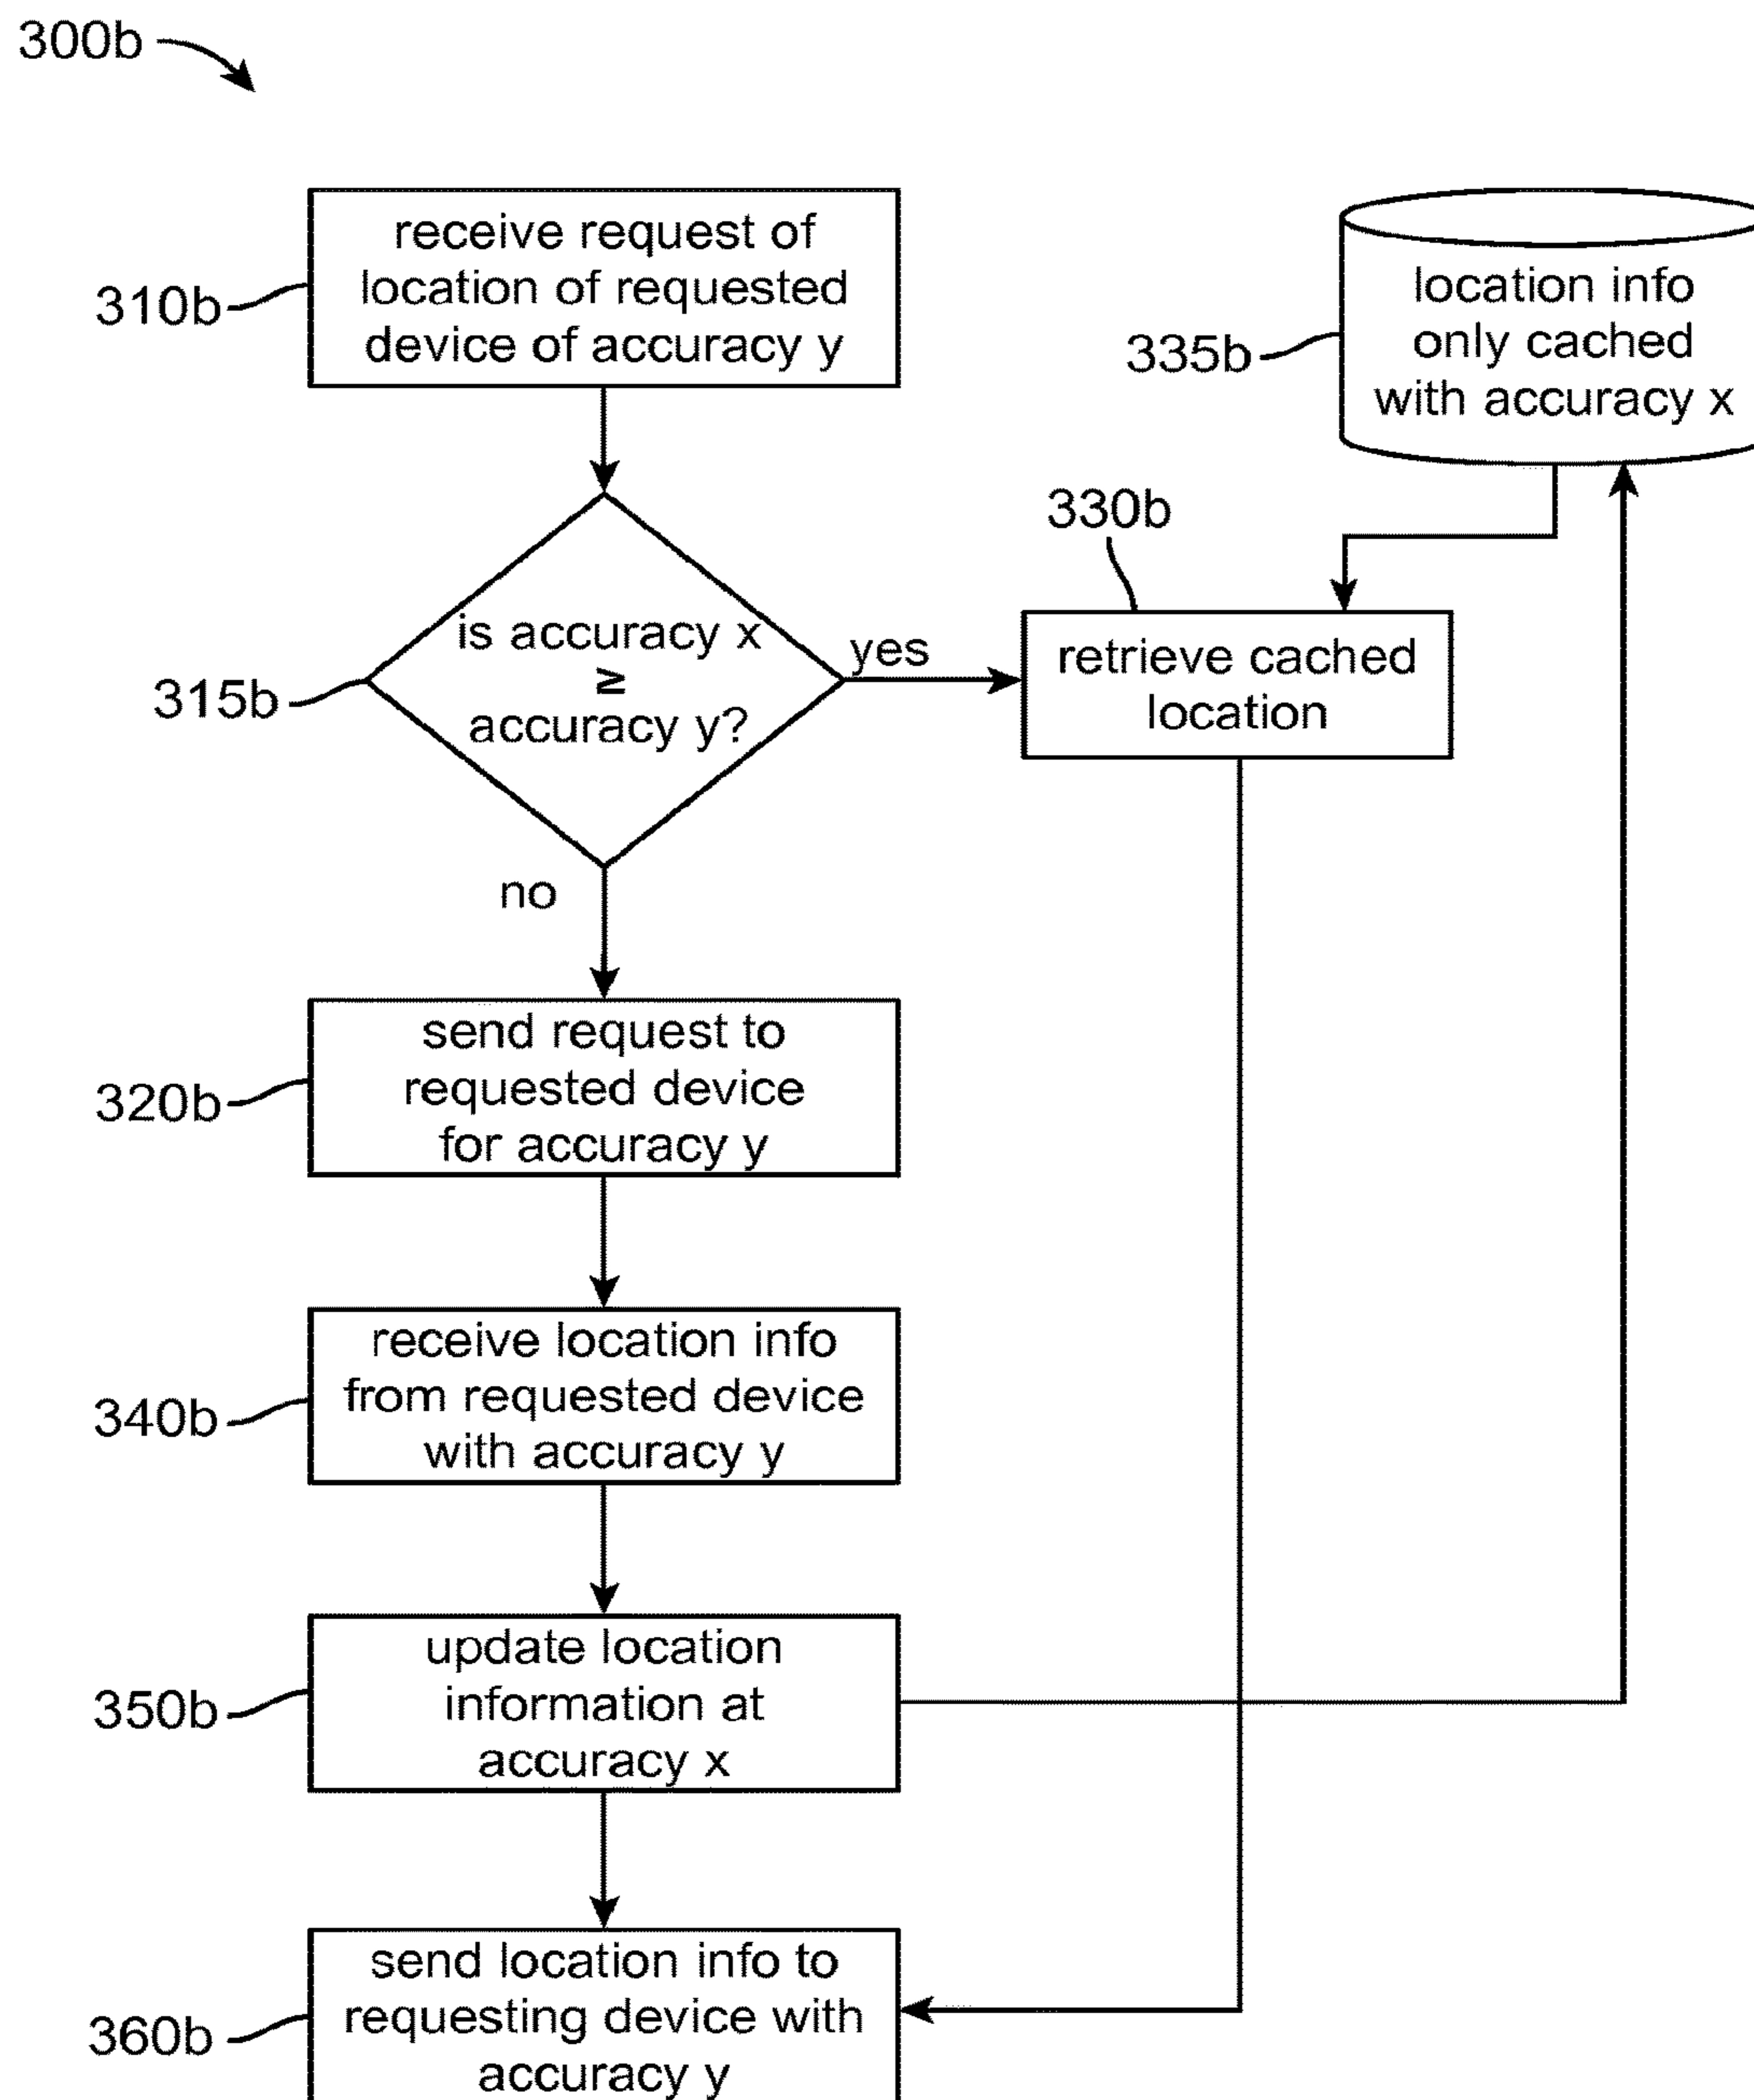 300b
receive request of
location of requested
device of accuracy y
310b
location info
only cached
with accuracy x
335b
330b
is accuracy x
≥
accuracy y?
315b
yes
retrieve cached
location
no
send request to
requested device
for accuracy y
320b
receive location info
from requested device
with accuracy y
340b
update location
information at
accuracy x
350b
send location info to
requesting device with
accuracy y
360b